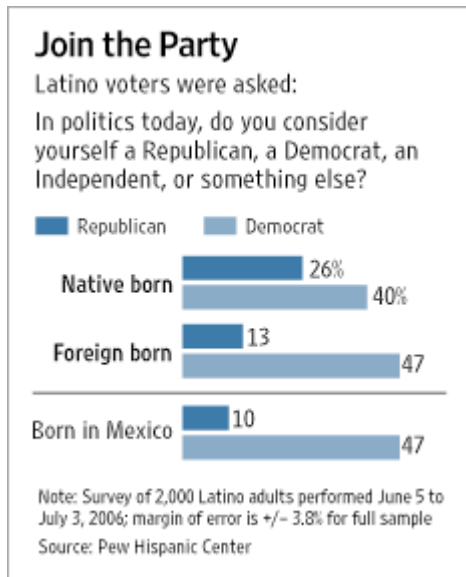 Join the Party
Latino voters were asked:
In politics today, do you consider
yourself a Republican, a Democrat, an
Independent, or something else?
Republican Democrat
Native born 26%
40%
Foreign born 13
47
Born in Mexico 10
47
Note: Survey of 2,000 Latino adults performed June 5 to
July 3, 2006; margin of error is +/– 3.8% for full sample
Source: Pew Hispanic Center